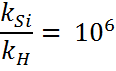 k_Si / k_H = 10^6